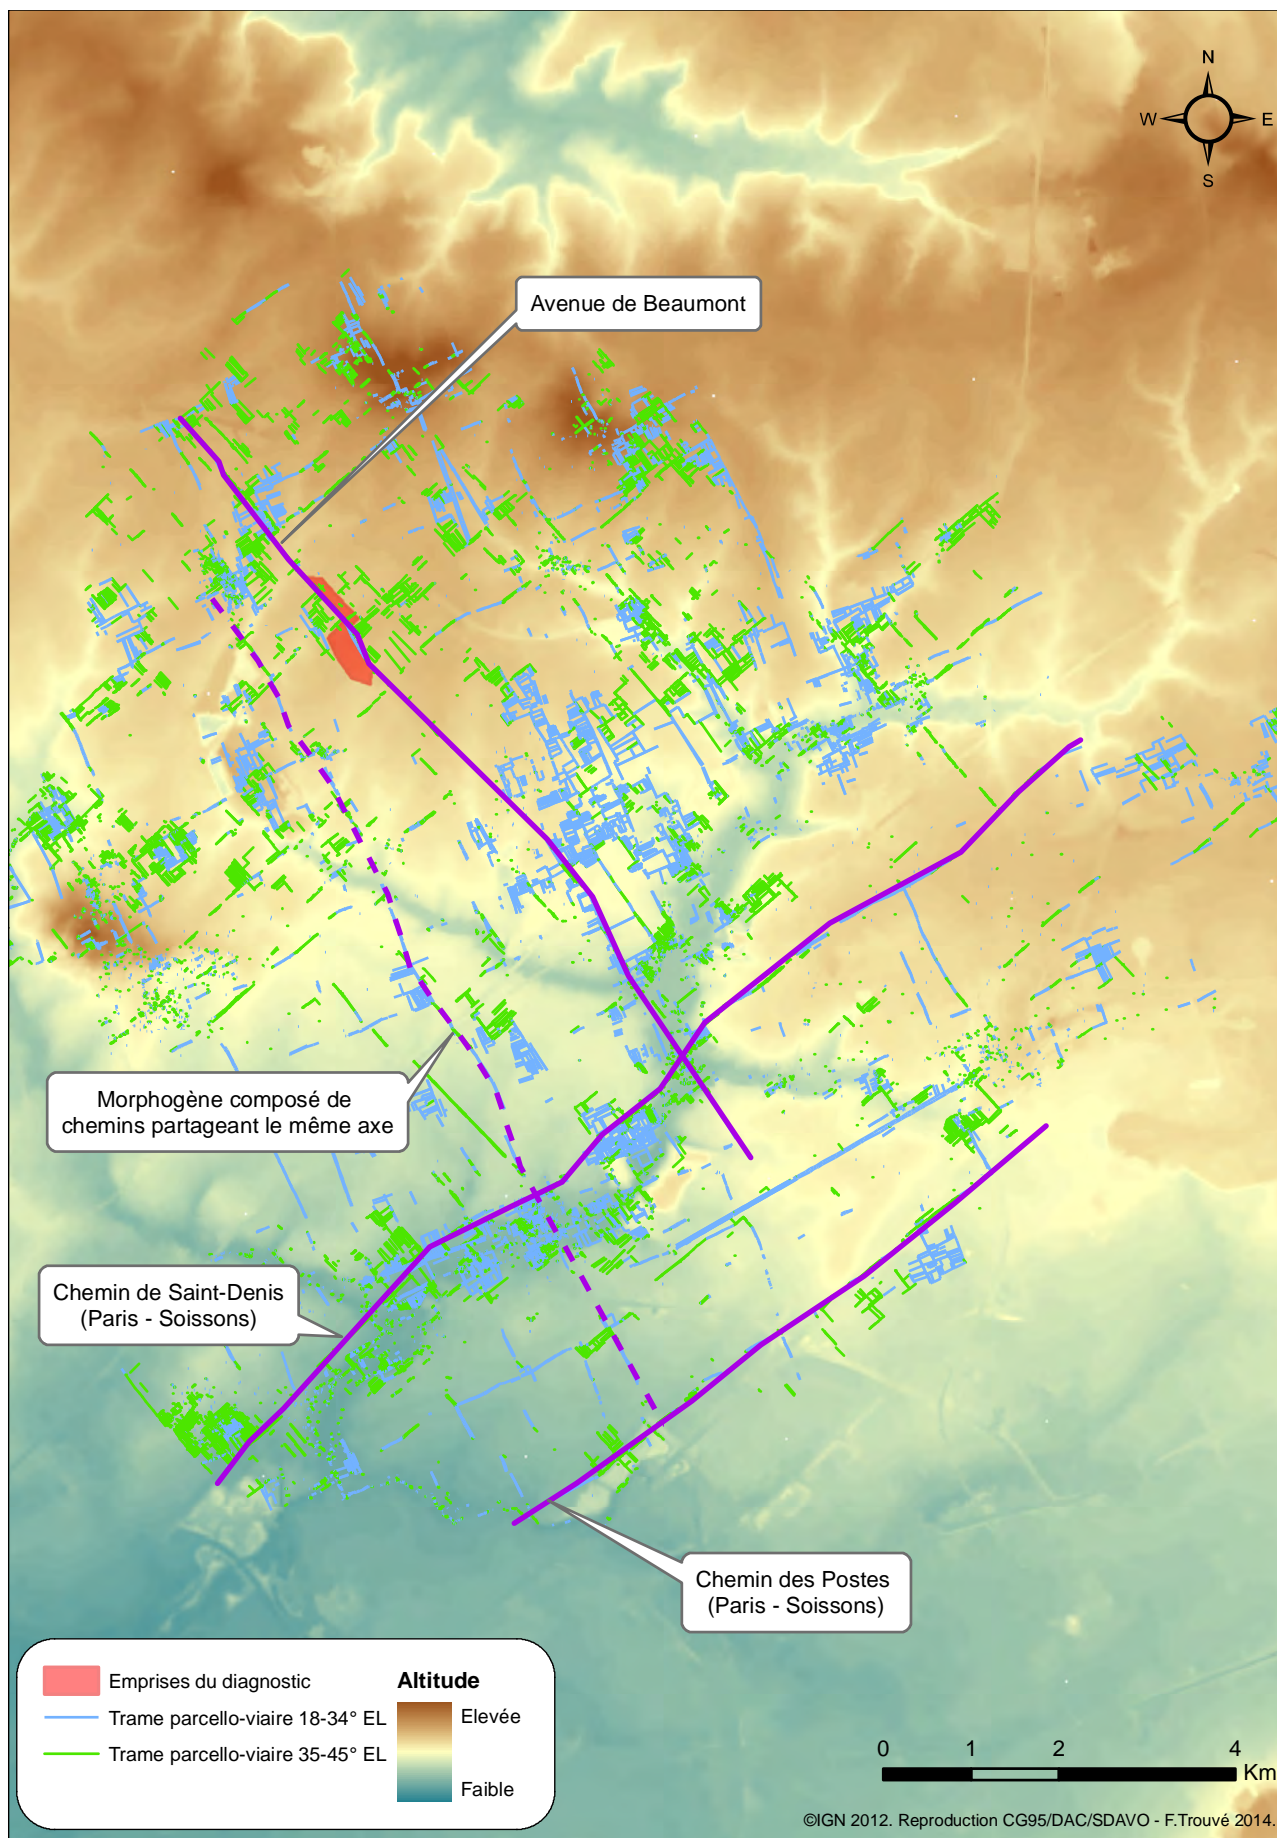 N
W E
S
Avenue de Beaumont
Morphogène composé de
chemins partageant le même axe
Chemin de Saint-Denis
(Paris - Soissons)
Chemin des Postes
(Paris - Soissons)
Emprises du diagnostic
Trame parcello-viaire 18-34° EL
Trame parcello-viaire 35-45° EL
Altitude
Elevée
Faible
0 1 2 4
Km
©IGN 2012. Reproduction CG95/DAC/SDAVO - F.Trouvé 2014.